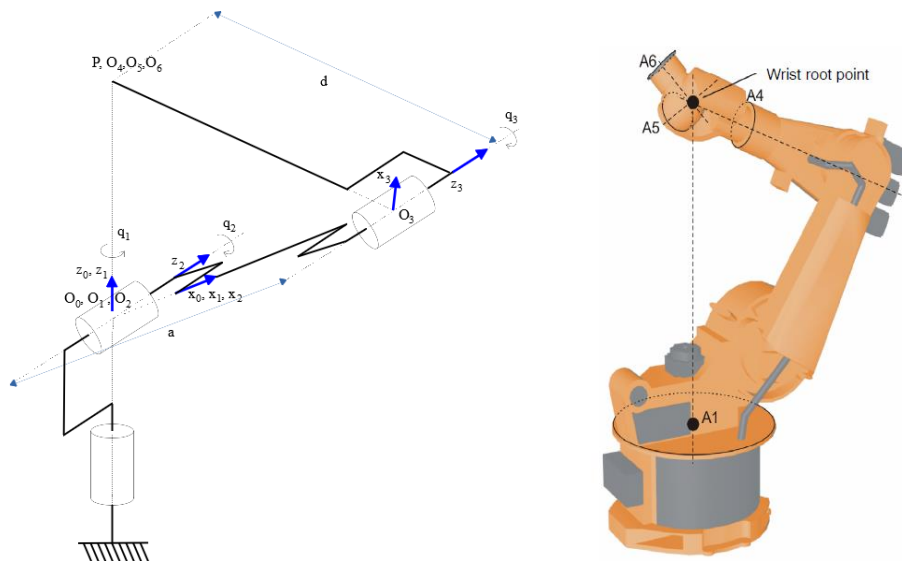 P, O4,O5,O6
d
q3
x3
z3
O3
q1
q2
z2
z0, z1
O0, O1 , O2
x0, x1, x2
a
A6
Wrist root point
A4
A5
A1